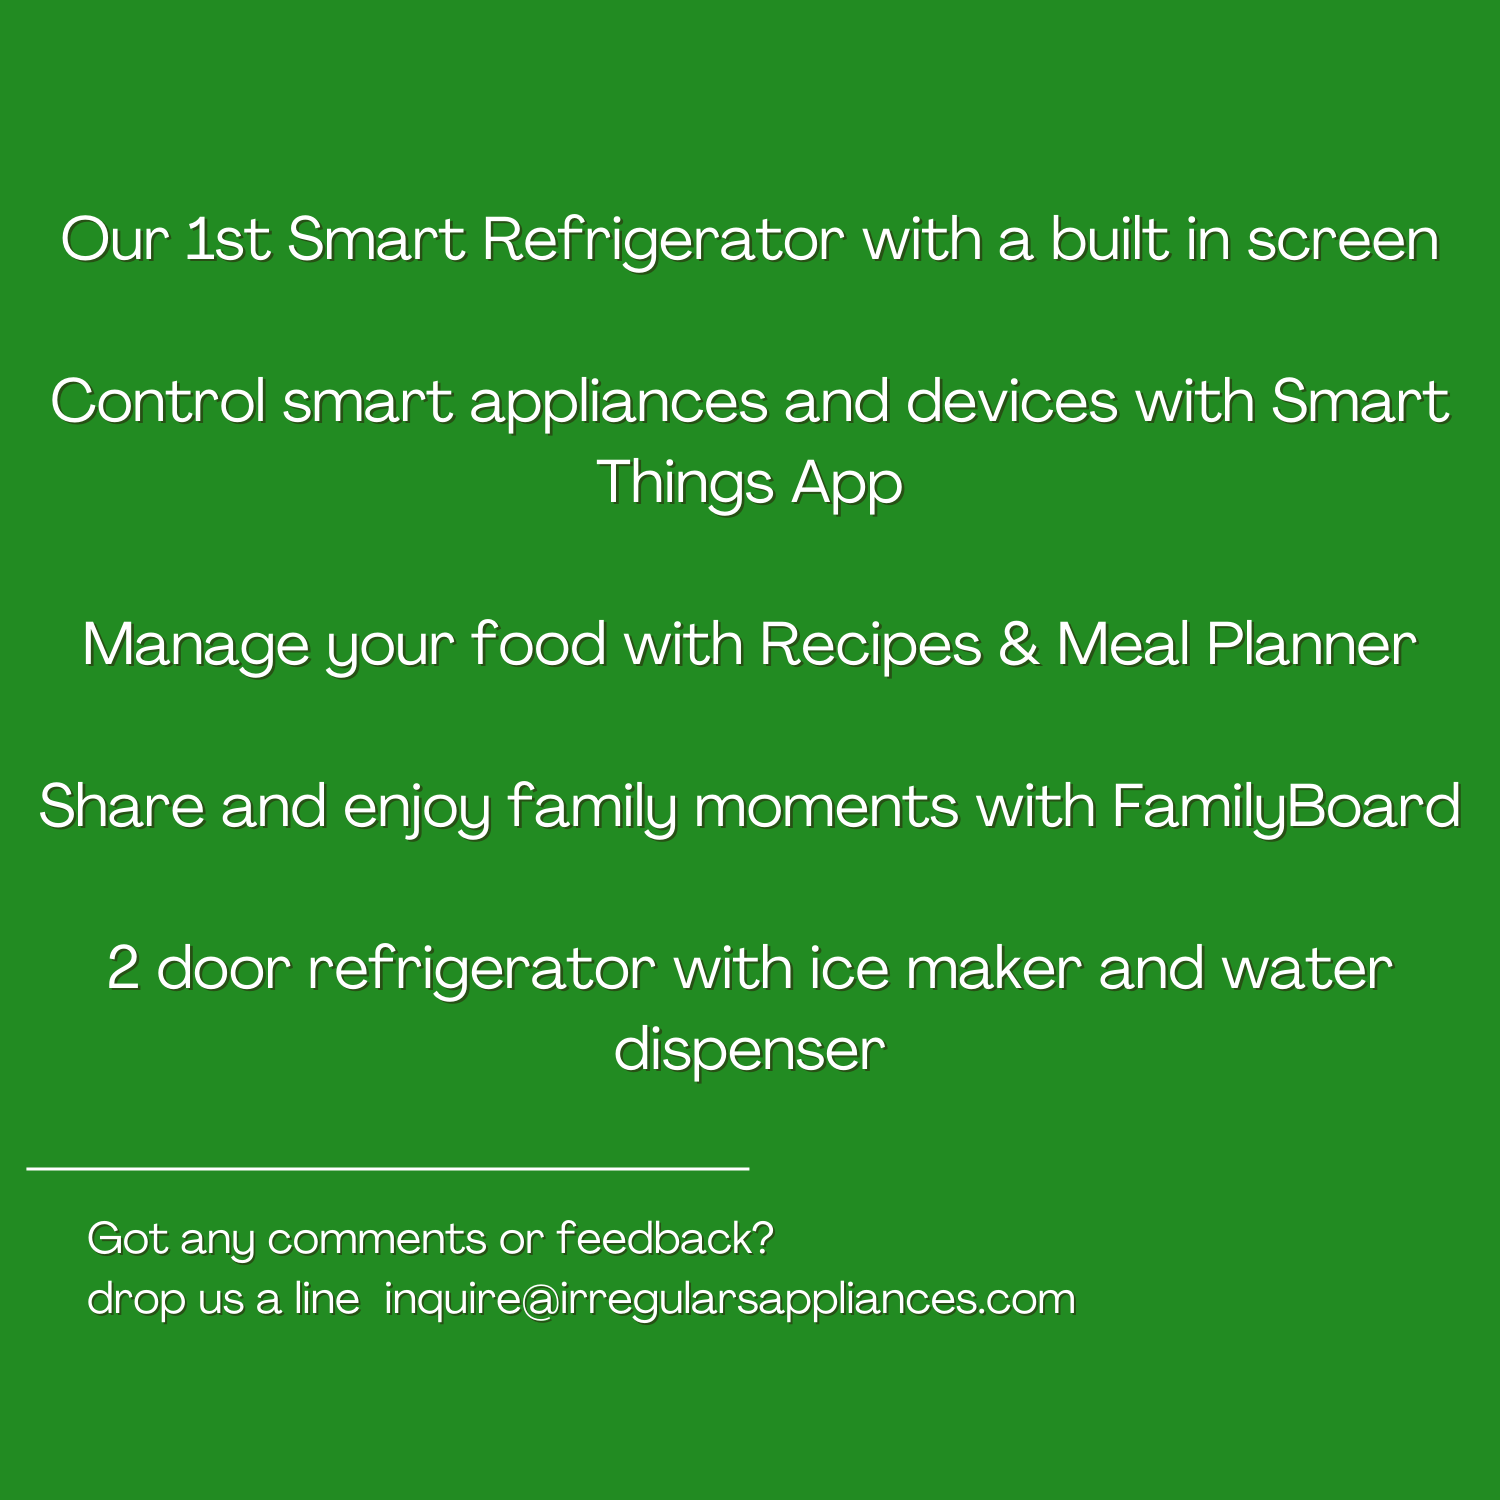 Our 1st Smart Refrigerator with a built in screen
Control smart appliances and devices with Smart
Things App
Manage your food with Recipes & Meal Planner
Share and enjoy family moments with FamilyBoard
2 door refrigerator with ice maker and water
dispenser
Got any comments or feedback?
drop us a line  inquire@irregularsappliances.com